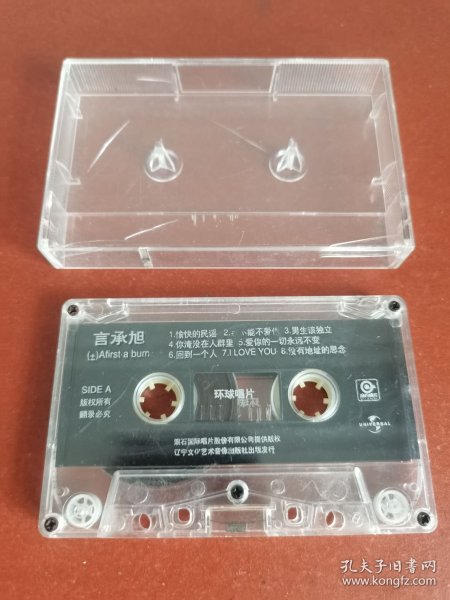 言承旭
1.愉快的民谣 2. 不能不爱 3.男生该独立
(±)Afirst a bum
4.你淹没在人群里 5.爱你的一切永远不变
6.回到一个人 7.I LOVE YOU 8.没有地址的思念
SIDE A
版权所有
翻录必究
环球唱片
UNIVERSAL
滚石国际唱片股份有限公司提供版权
辽宁文化艺术音像出版社出版发行
孔夫子旧书网
www.kongfz.com